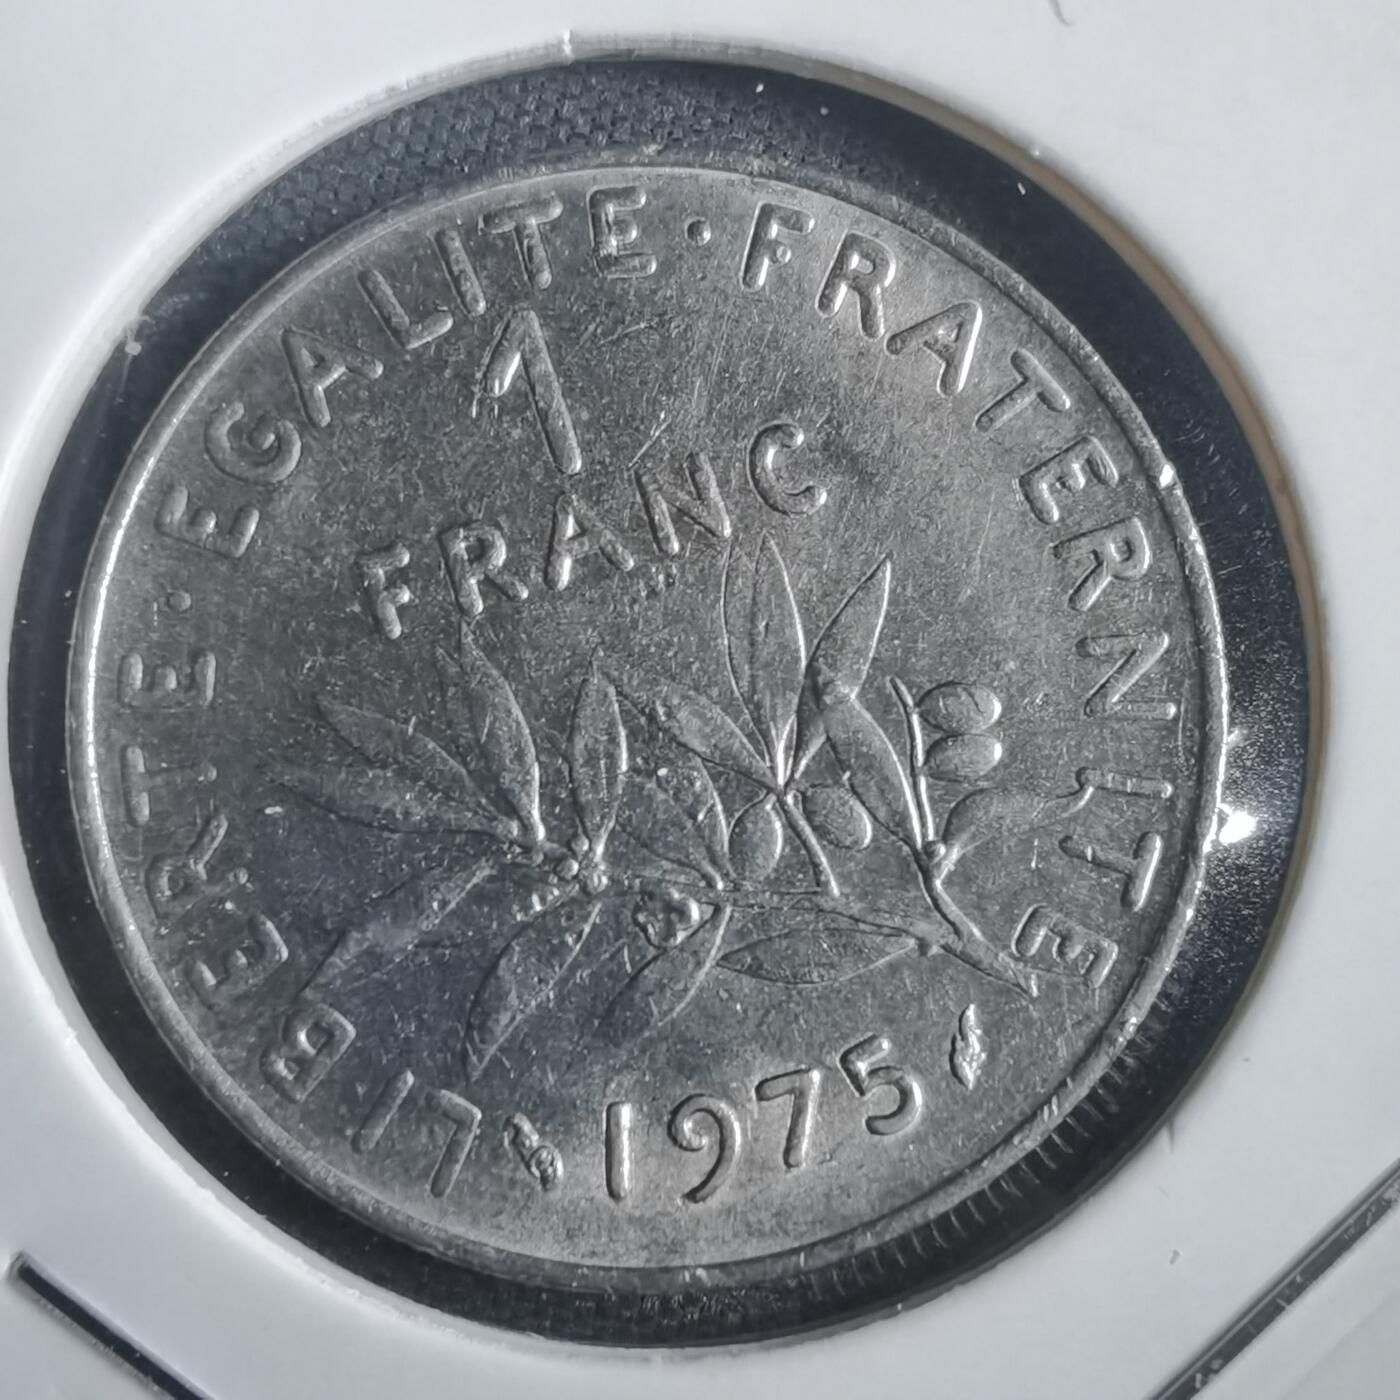 LIBERTE · EGALITE · FRATERNITE
1
FRANC
1975